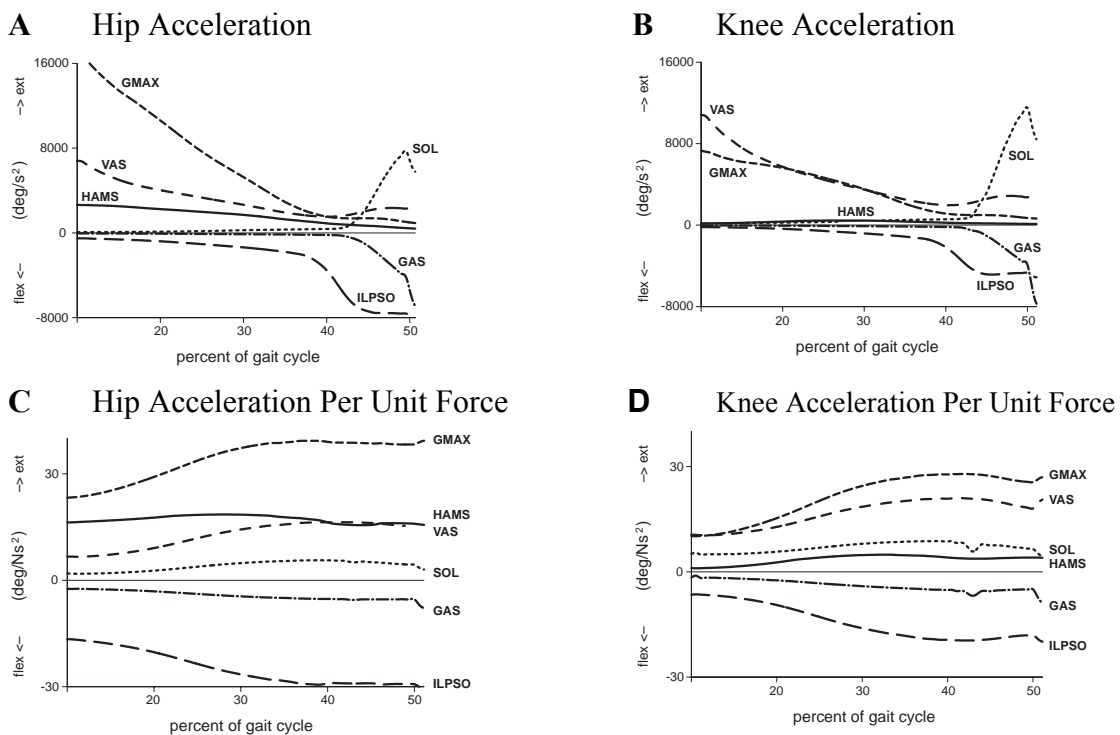 A Hip Acceleration
16000
8000
0
-8000
--> ext
(deg/s2)
flex <--
GMAX
VAS
HAMS
SOL
GAS
ILPSO
20 30 40 50
percent of gait cycle
B Knee Acceleration
16000
8000
0
-8000
--> ext
(deg/s2)
flex <--
VAS
GMAX
HAMS
SOL
GAS
ILPSO
20 30 40 50
percent of gait cycle
C Hip Acceleration Per Unit Force
30
0
-30
--> ext
(deg/Ns2)
flex <--
GMAX
HAMS
VAS
SOL
GAS
ILPSO
20 30 40 50
percent of gait cycle
D Knee Acceleration Per Unit Force
30
0
-30
--> ext
(deg/Ns2)
flex <--
GMAX
VAS
SOL
HAMS
GAS
ILPSO
20 30 40 50
percent of gait cycle